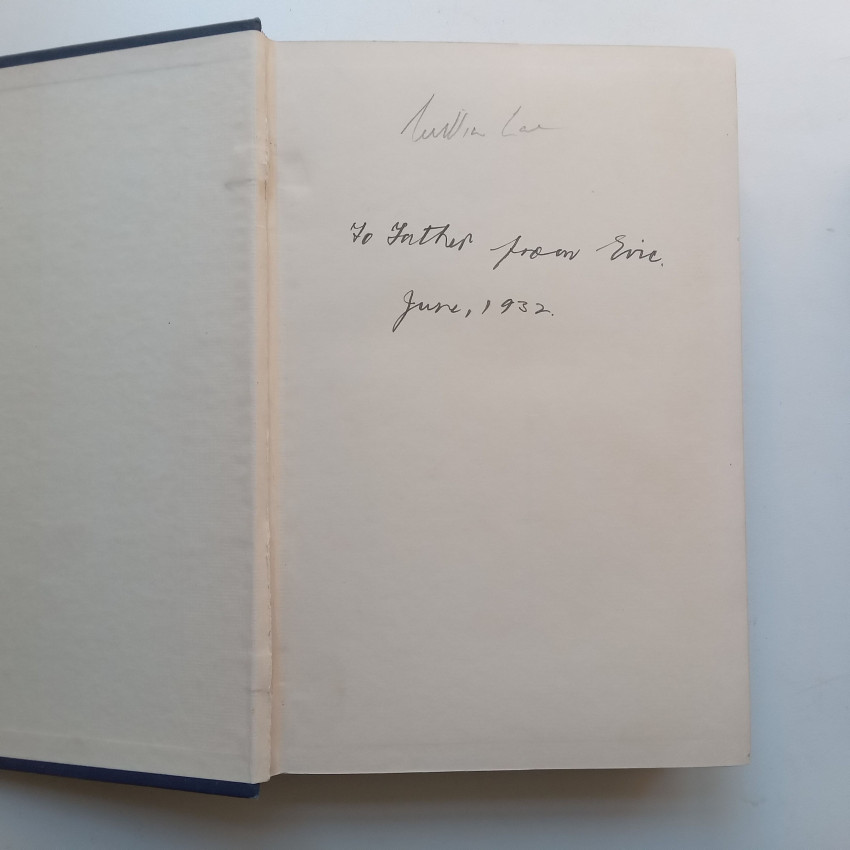 To Father from Eric.
June, 1932.